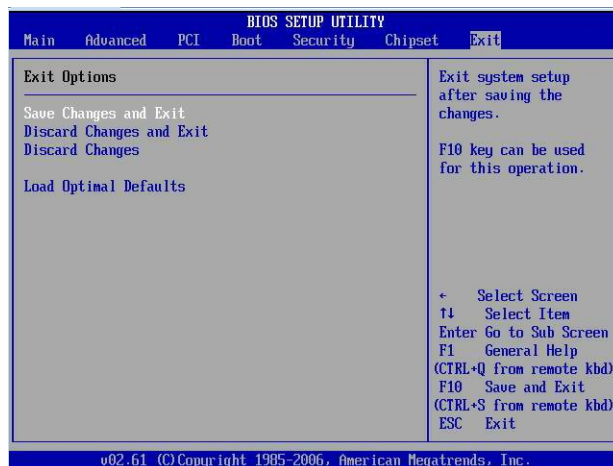 BIOS SETUP UTILITY
Main Advanced PCI Boot Security Chipset Exit
Exit Options
Save Changes and Exit
Discard Changes and Exit
Discard Changes
Load Optimal Defaults
Exit system setup
after saving the
changes.
F10 key can be used
for this operation.
← Select Screen
↑↓ Select Item
Enter Go to Sub Screen
F1 General Help
(CTRL+Q from remote kbd)
F10 Save and Exit
(CTRL+S from remote kbd)
ESC Exit
v02.61 (C)Copyright 1985-2006, American Megatrends, Inc.